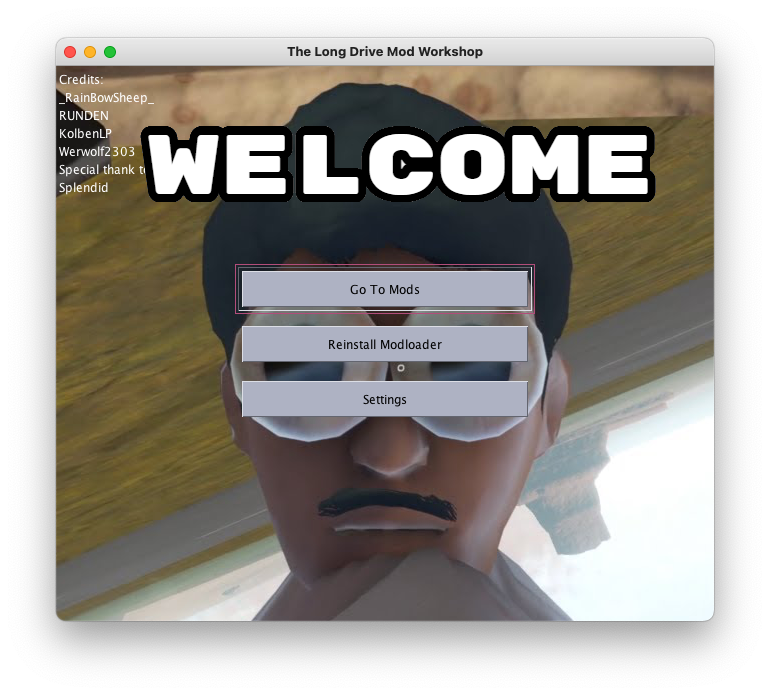 The Long Drive Mod Workshop
Credits:
_RainBowSheep_
RUNDEN
KolbenLP
Werwolf2303
Special thank to
Splendid
WELCOME
Go To Mods
Reinstall Modloader
Settings